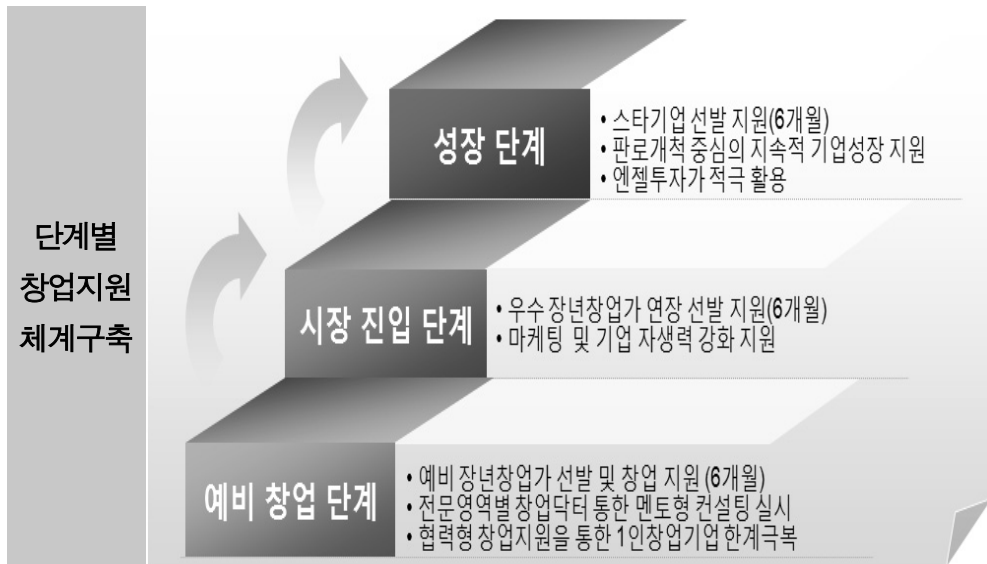 단계별
창업지원
체계구축
성장 단계
• 스타기업 선발 지원(6개월)
• 판로개척 중심의 지속적 기업성장 지원
• 엔젤투자가 적극 활용
시장 진입 단계
• 우수 장년창업가 연장 선발 지원(6개월)
• 마케팅 및 기업 자생력 강화 지원
예비 창업 단계
• 예비 장년창업가 선발 및 창업 지원 (6개월)
• 전문영역별 창업닥터 통한 멘토형 컨설팅 실시
• 협력형 창업지원을 통한 1인창업기업 한계극복